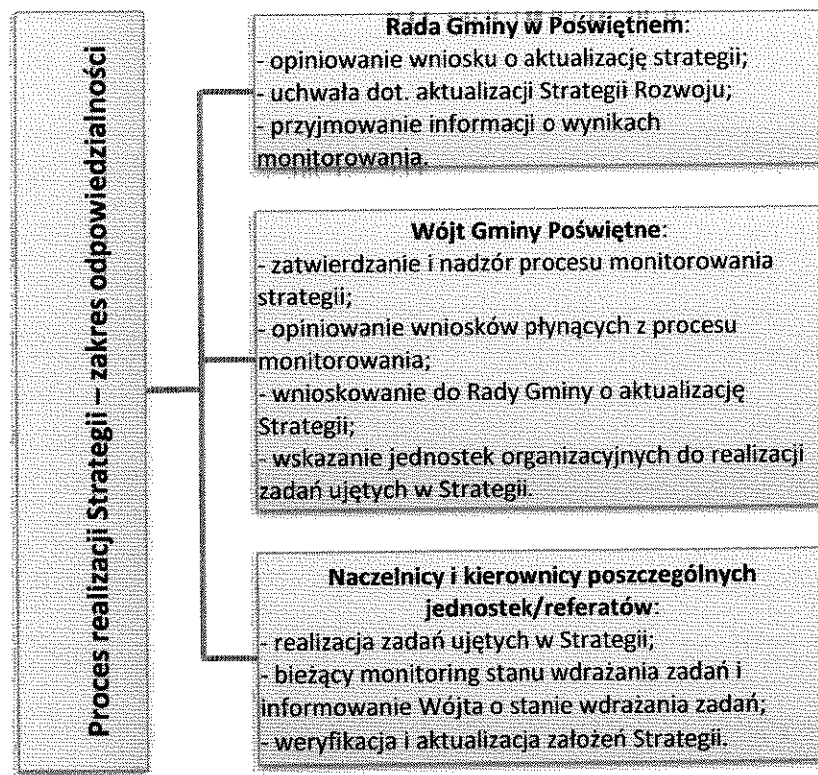 Proces realizacji Strategii – zakres odpowiedzialności
Rada Gminy w Poświętnem:
- opiniowanie wniosku o aktualizację strategii;
- uchwała dot. aktualizacji Strategii Rozwoju;
- przyjmowanie informacji o wynikach
monitorowania.
Wójt Gminy Poświętne:
- zatwierdzanie i nadzór procesu monitorowania
strategii;
- opiniowanie wniosków płynących z procesu
monitorowania;
- wnioskowanie do Rady Gminy o aktualizację
Strategii;
- wskazanie jednostek organizacyjnych do realizacji
zadań ujętych w Strategii.
Naczelnicy i kierownicy poszczególnych
jednostek/referatów:
- realizacja zadań ujętych w Strategii;
- bieżący monitoring stanu wdrażania zadań i
informowanie Wójta o stanie wdrażania zadań;
- weryfikacja i aktualizacja założeń Strategii.